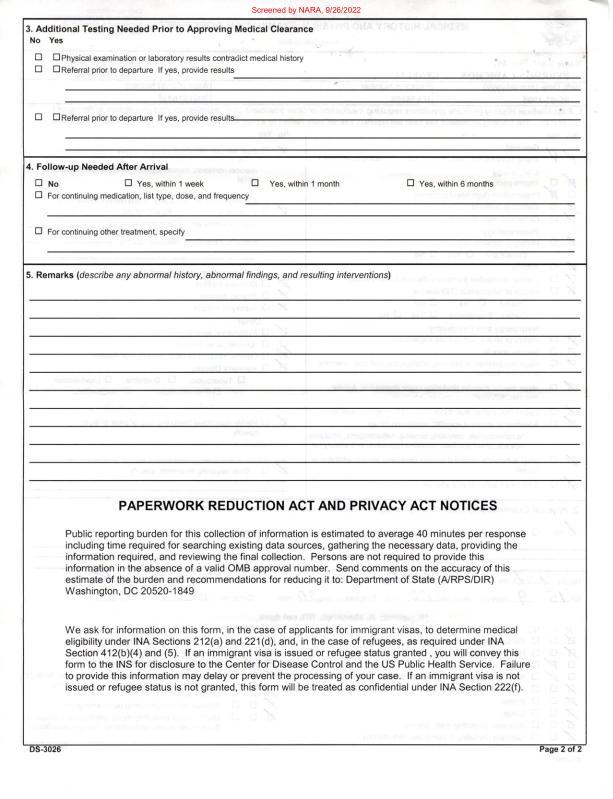 Screened by NARA, 9/26/2022
3. Additional Testing Needed Prior to Approving Medical Clearance
No Yes
☐ ☐Physical examination or laboratory results contradict medical history
☐ ☐Referral prior to departure If yes, provide results
☐ ☐Referral prior to departure If yes, provide results
4. Follow-up Needed After Arrival
☐ No ☐ Yes, within 1 week ☐ Yes, within 1 month ☐ Yes, within 6 months
☐ For continuing medication, list type, dose, and frequency
☐ For continuing other treatment, specify
5. Remarks (describe any abnormal history, abnormal findings, and resulting interventions)
PAPERWORK REDUCTION ACT AND PRIVACY ACT NOTICES
Public reporting burden for this collection of information is estimated to average 40 minutes per response
including time required for searching existing data sources, gathering the necessary data, providing the
information required, and reviewing the final collection. Persons are not required to provide this
information in the absence of a valid OMB approval number. Send comments on the accuracy of this
estimate of the burden and recommendations for reducing it to: Department of State (A/RPS/DIR)
Washington, DC 20520-1849
We ask for information on this form, in the case of applicants for immigrant visas, to determine medical
eligibility under INA Sections 212(a) and 221(d), and, in the case of refugees, as required under INA
Section 412(b)(4) and (5). If an immigrant visa is issued or refugee status granted , you will convey this
form to the INS for disclosure to the Center for Disease Control and the US Public Health Service. Failure
to provide this information may delay or prevent the processing of your case. If an immigrant visa is not
issued or refugee status is not granted, this form will be treated as confidential under INA Section 222(f).
DS-3026 Page 2 of 2